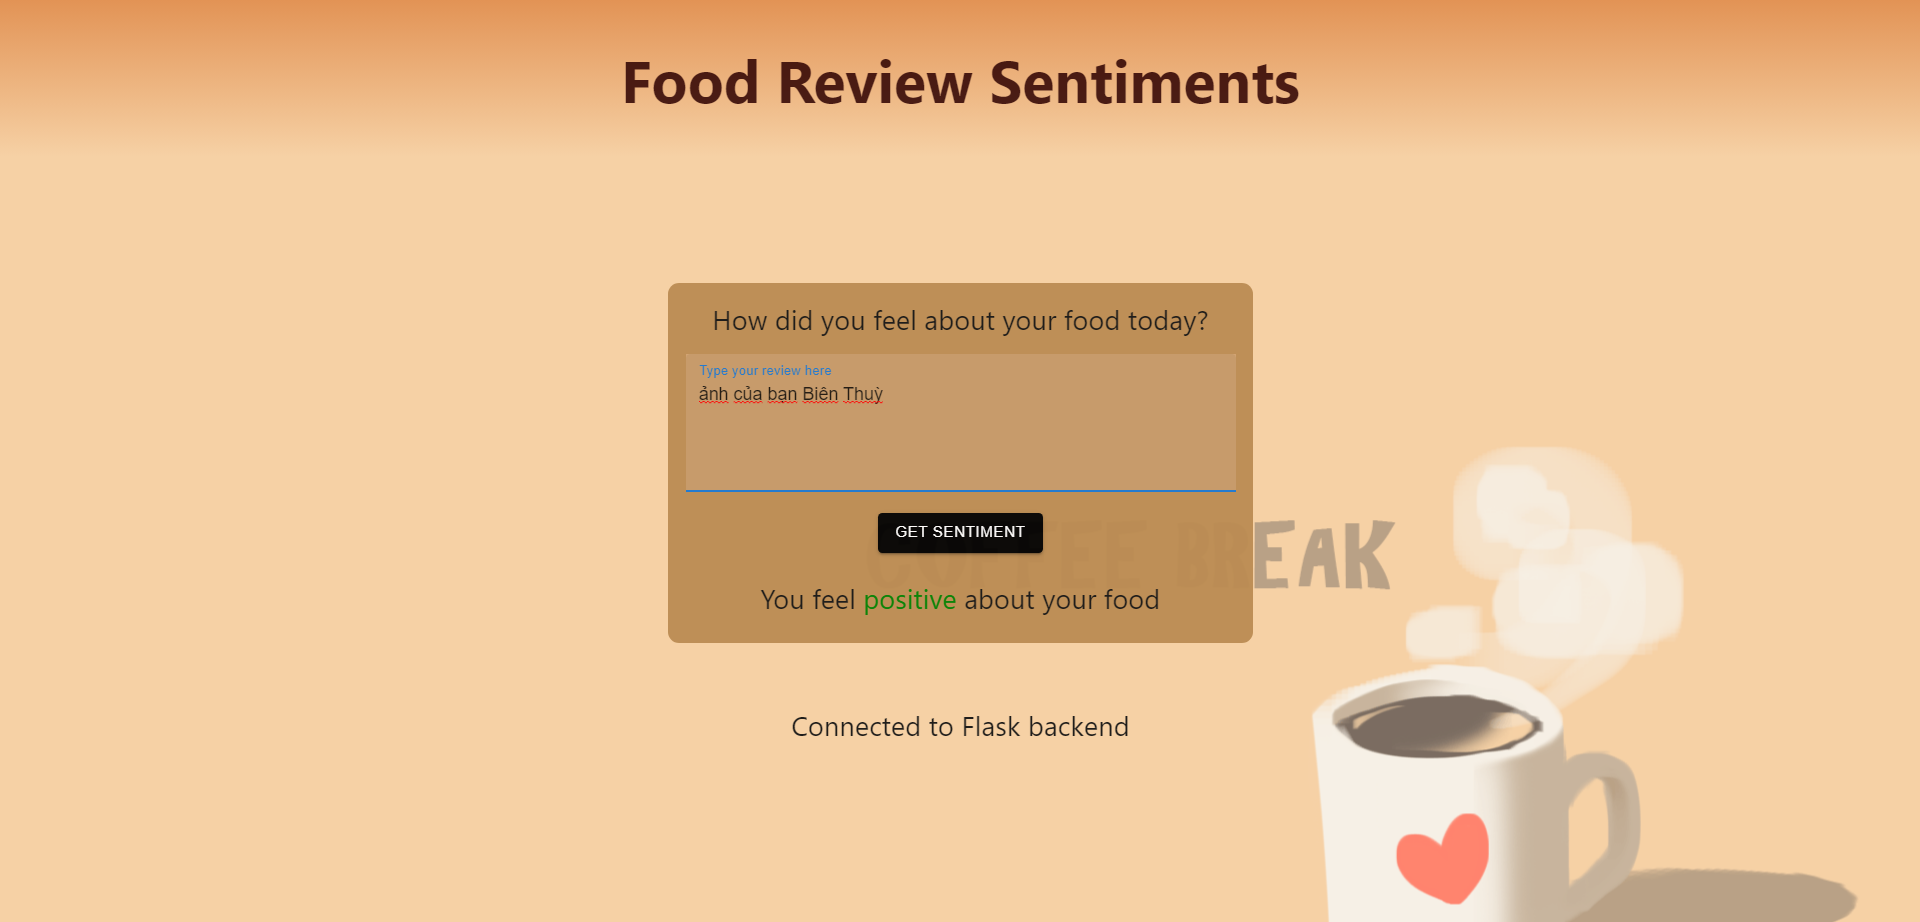 Food Review Sentiments
How did you feel about your food today?
Type your review here
ảnh của bạn Biên Thuỳ
GET SENTIMENT
COFFEE BREAK
You feel positive about your food
Connected to Flask backend